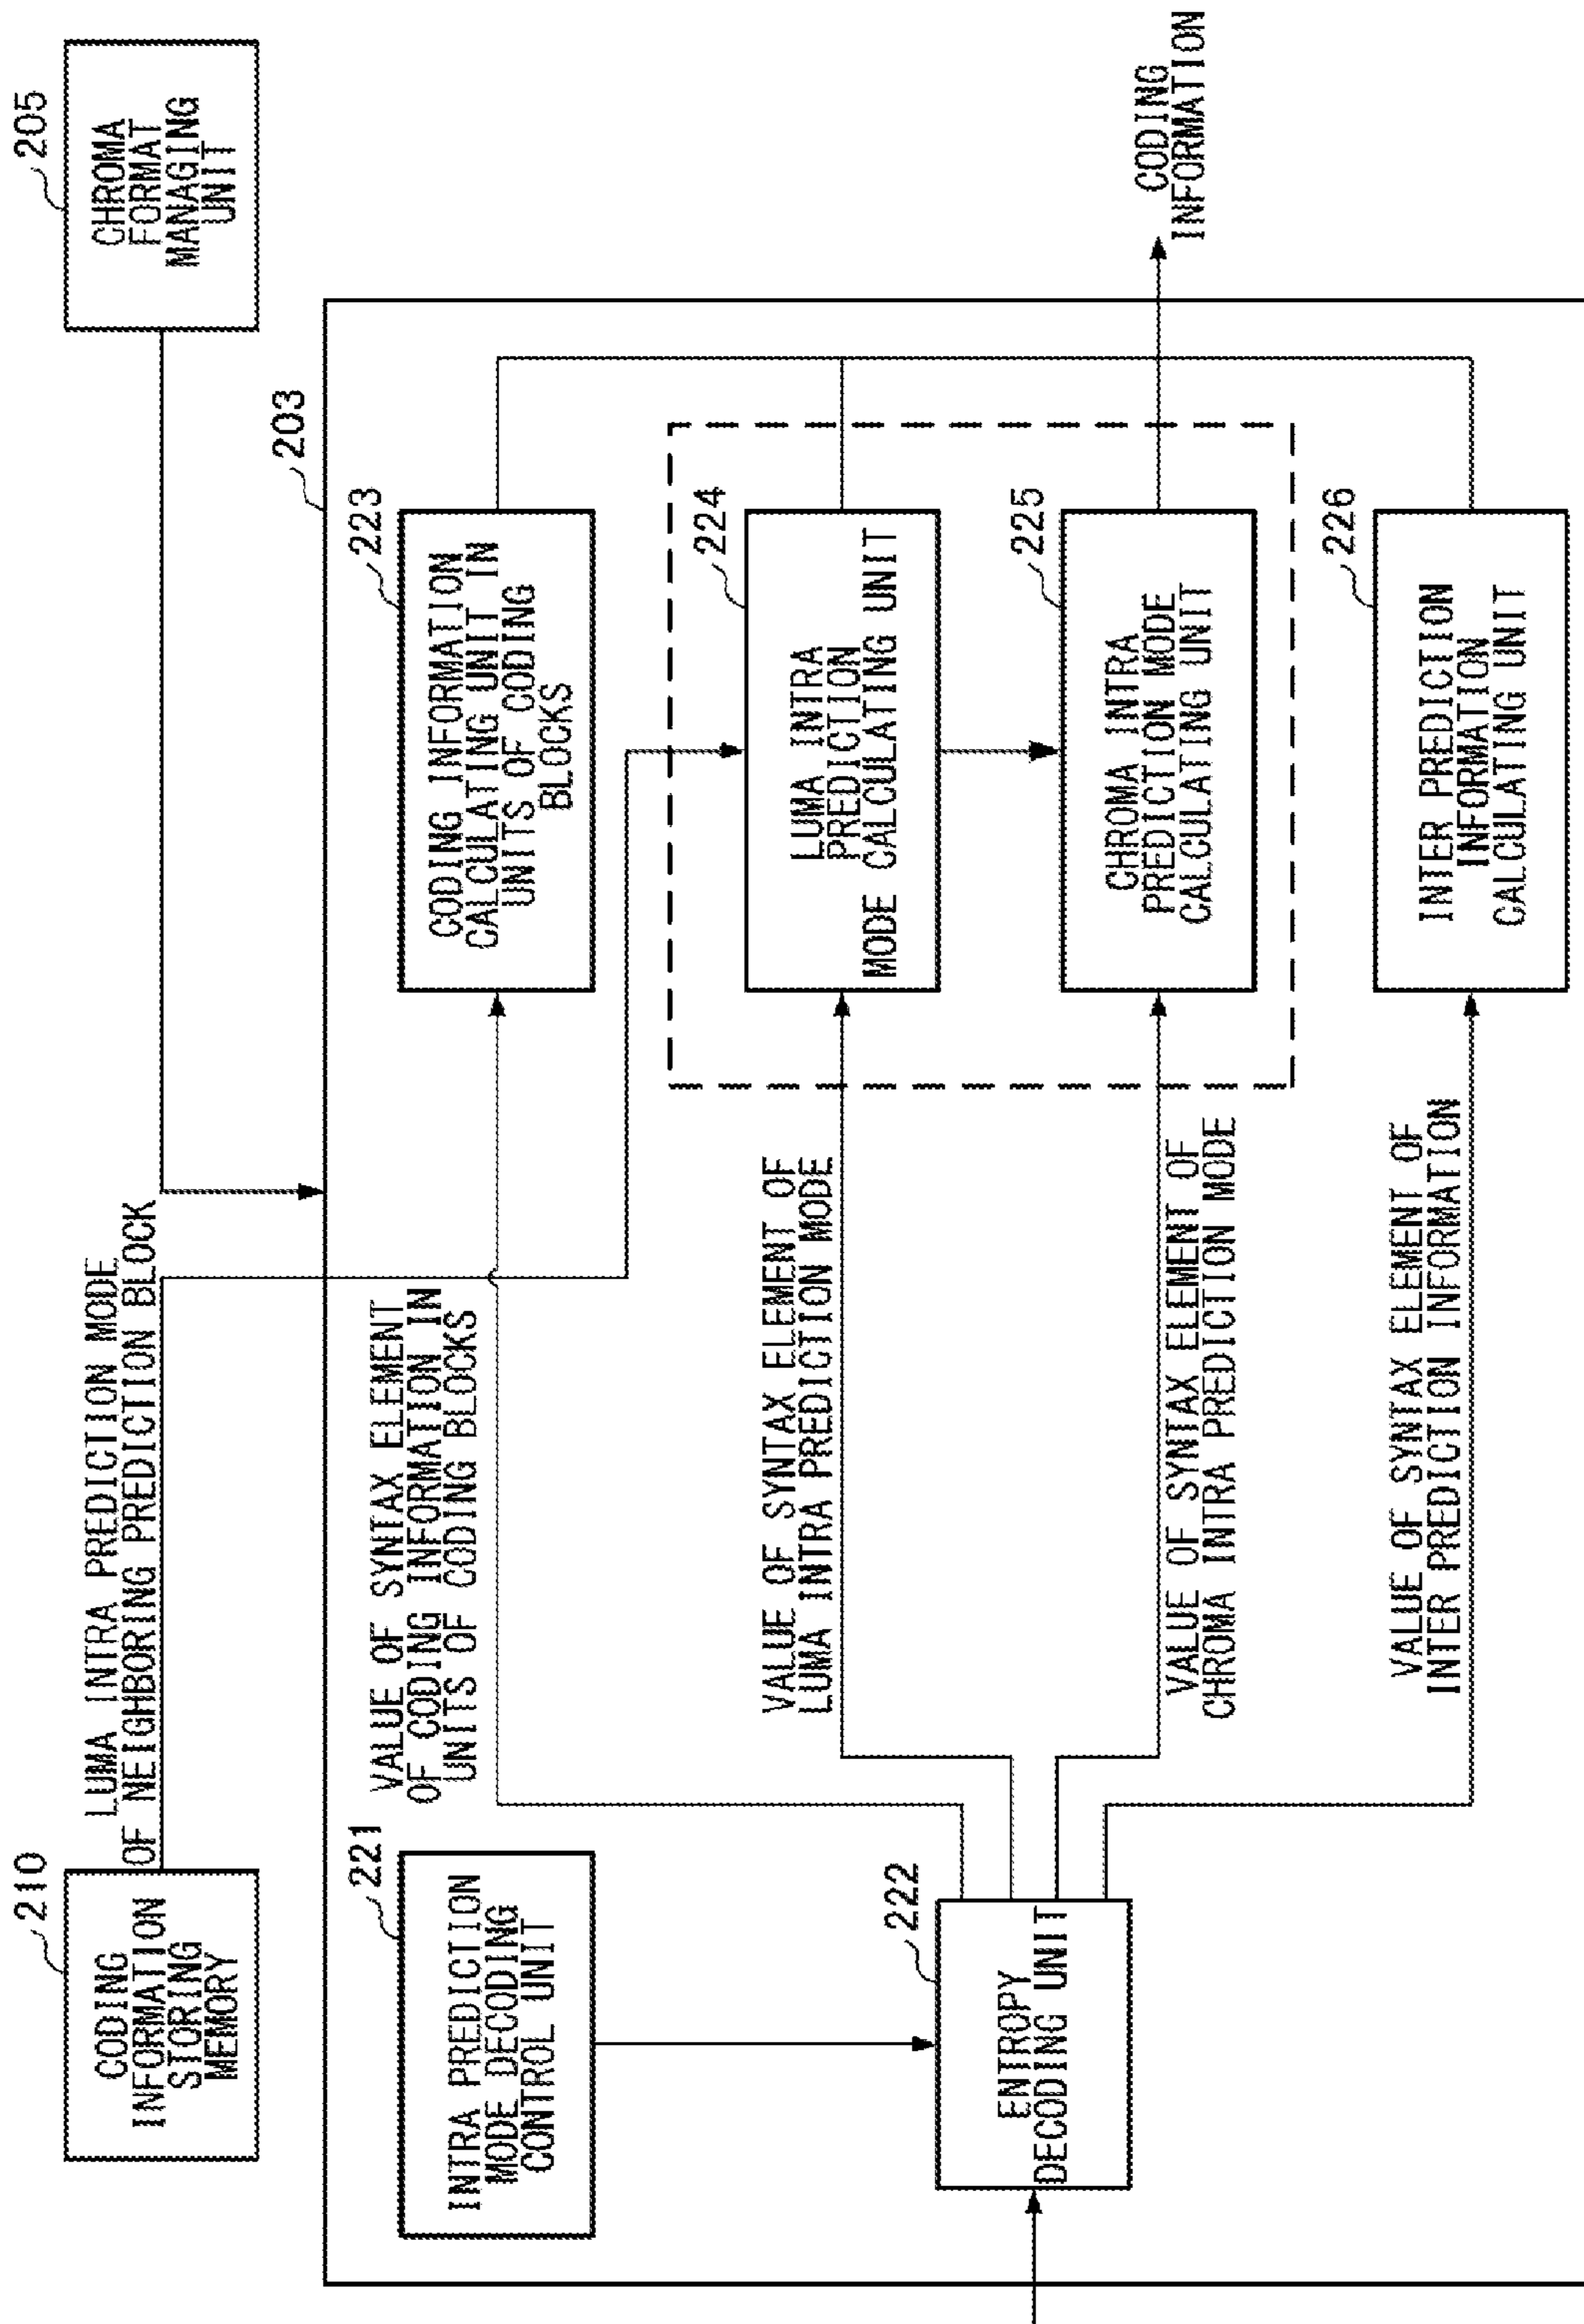 210
CODING
INFORMATION
STORING
MEMORY
LUMA INTRA PREDICTION MODE
OF NEIGHBORING PREDICTION BLOCK
205
CHROMA
FORMAT
MANAGING
UNIT
203
221
INTRA PREDICTION
MODE DECODING
CONTROL UNIT
VALUE OF SYNTAX ELEMENT
OF CODING INFORMATION IN
UNITS OF CODING BLOCKS
223
CODING INFORMATION
CALCULATING UNIT IN
UNITS OF CODING
BLOCKS
VALUE OF SYNTAX ELEMENT OF
LUMA INTRA PREDICTION MODE
224
LUMA INTRA
PREDICTION
MODE CALCULATING UNIT
222
ENTROPY
DECODING UNIT
VALUE OF SYNTAX ELEMENT OF
CHROMA INTRA PREDICTION MODE
225
CHROMA INTRA
PREDICTION MODE
CALCULATING UNIT
CODING
INFORMATION
VALUE OF SYNTAX ELEMENT OF
INTER PREDICTION INFORMATION
226
INTER PREDICTION
INFORMATION
CALCULATING UNIT